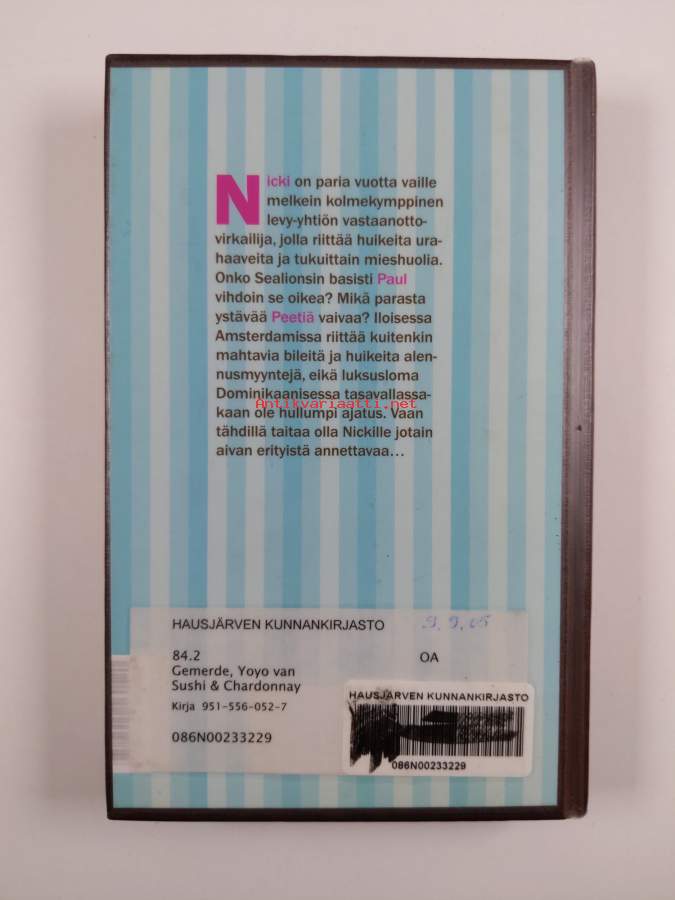 Nicki on paria vuotta vaille
melkein kolmekymppinen
levy-yhtiön vastaanotto-
virkailija, jolla riittää huikeita ura-
haaveita ja tukuittain mieshuolia.
Onko Sealionsin basisti Paul
vihdoin se oikea? Mikä parasta
ystävää Peetiä vaivaa? Iloisessa
Amsterdamissa riittää kuitenkin
mahtavia bileitä ja huikeita alen-
nusmyyntejä, eikä luksusloma
Dominikaanisessa tasavallassa-
Antikvariaatti.net
kaan ole hullumpi ajatus. Vaan
tähdillä taitaa olla Nickille jotain
aivan erityistä annettavaa...
HAUSJÄRVEN KUNNANKIRJASTO
9.9.05
84.2 OA
Gemerde, Yoyo van
Sushi & Chardonnay
Kirja 951-556-052-7
086N00233229
HAUSJÄRVEN KUNNANKIRJASTO
086N00233229